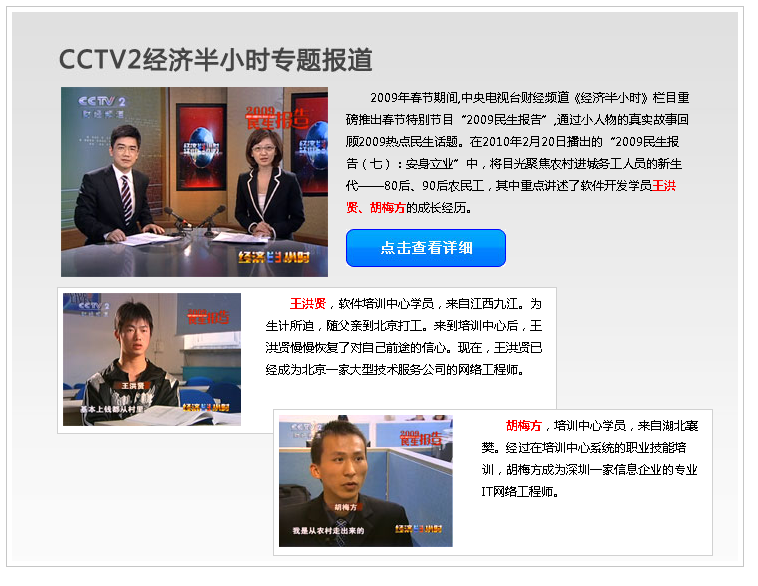 CCTV2经济半小时专题报道
CCTV 2
财经频道
2009
民生报告
经济半小时
2009年春节期间,中央电视台财经频道《经济半小时》栏目重
磅推出春节特别节目“2009民生报告”,通过小人物的真实故事回
顾2009热点民生话题。在2010年2月20日播出的“2009民生报
告（七）：安身立业”中，将目光聚焦农村进城务工人员的新生
代——80后、90后农民工，其中重点讲述了软件开发学员王洪
贤、胡梅方的成长经历。
点击查看详细
CCTV 2
民生报告
王洪贤
基本上钱都从村里
经济半小时
王洪贤，软件培训中心学员，来自江西九江。为
生计所迫，随父亲到北京打工。来到培训中心后，王
洪贤慢慢恢复了对自己前途的信心。现在，王洪贤已
经成为北京一家大型技术服务公司的网络工程师。
CCTV 2
2009
民生报告
胡梅方
我是从农村走出来的
经济半小时
胡梅方，培训中心学员，来自湖北襄
樊。经过在培训中心系统的职业技能培
训，胡梅方成为深圳一家信息企业的专业
IT网络工程师。